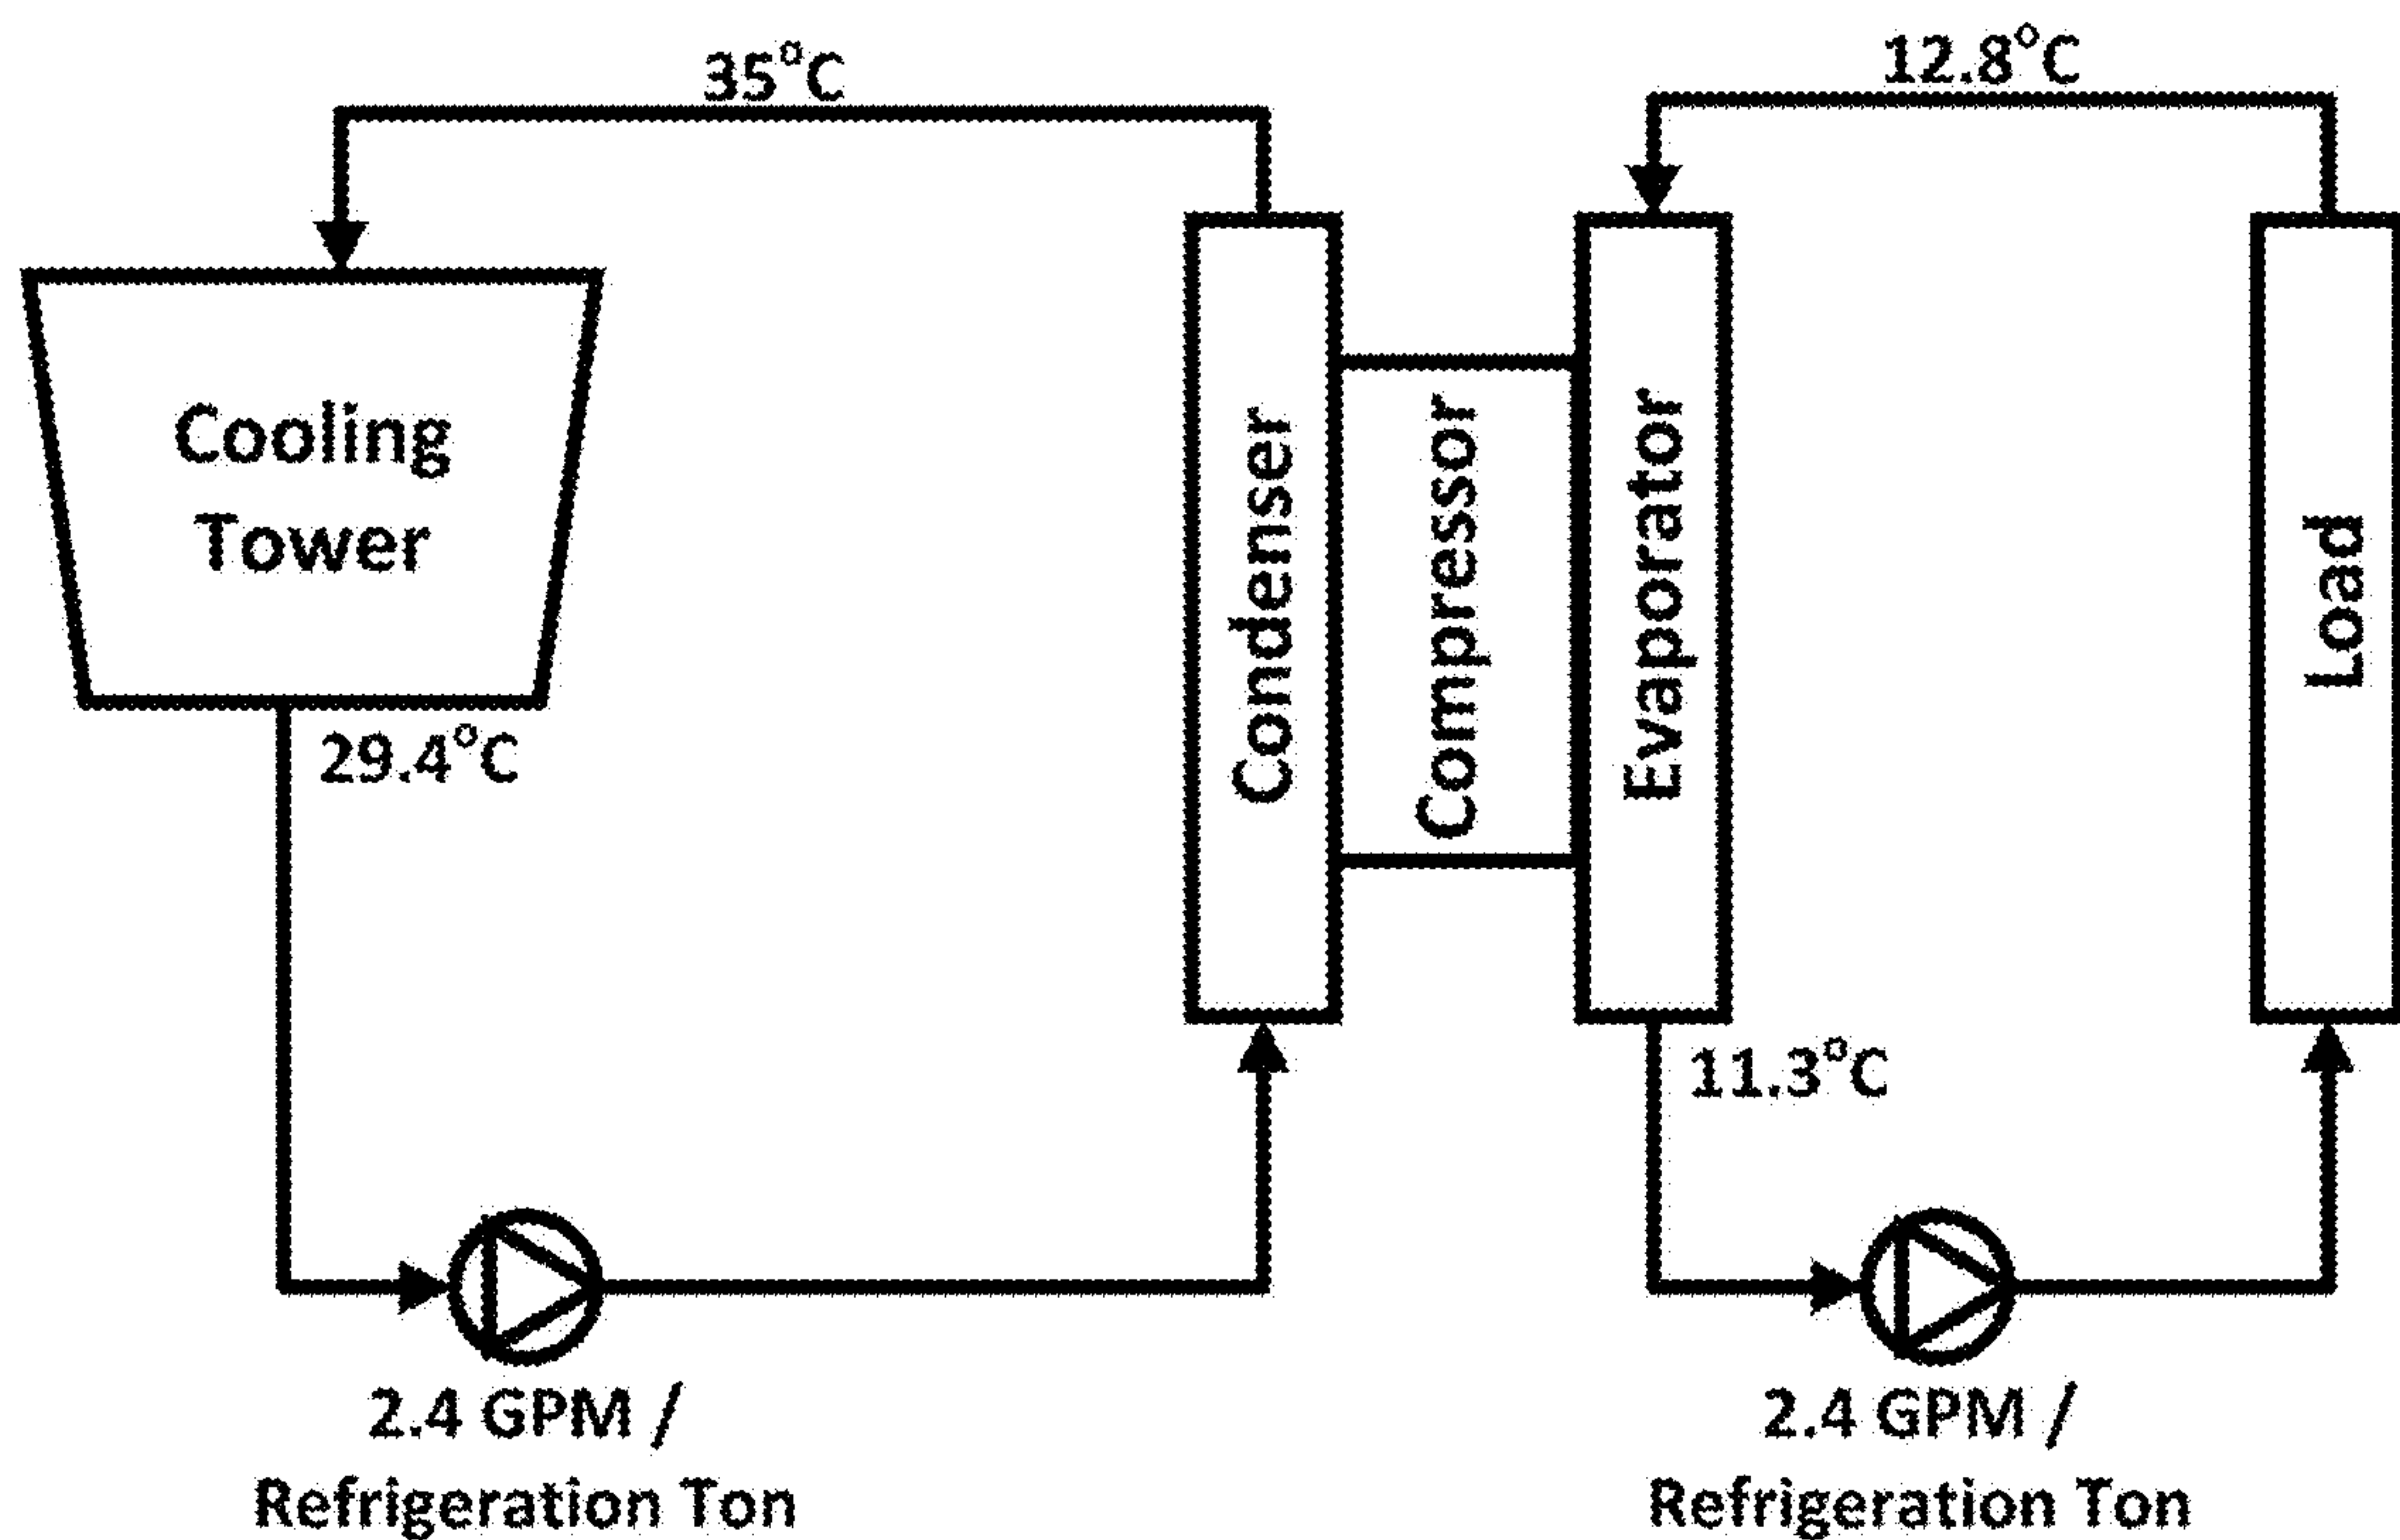 35°C
12.8°C
Cooling
Tower
29.4°C
Condenser
Compressor
Evaporator
Load
11.3°C
2.4 GPM /
Refrigeration Ton
2.4 GPM /
Refrigeration Ton